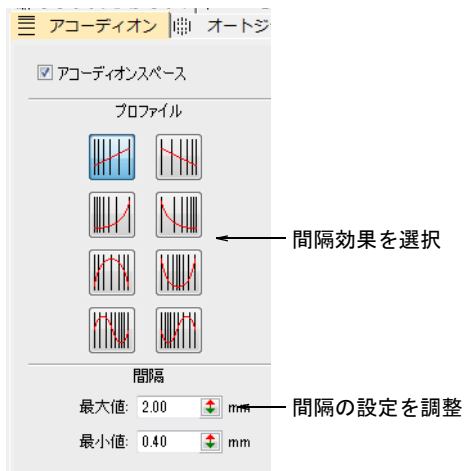 アコーディオン オートジ
アコーディオンスペース
プロファイル
間隔効果を選択
間隔
最大値: 2.00 mm 間隔の設定を調整
最小値: 0.40 mm